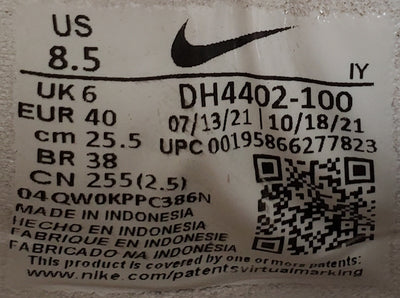 US
8.5
IY
UK 6
EUR 40
cm 25.5
BR 38
CN 255(2.5)
DH4402-100
07/13/21 | 10/18/21
UPC 00195866277823
04QW0KPPC386N
MADE IN INDONESIA
HECHO EN INDONESIA
FABRIQUE EN INDONESIE
FABRICADO NA INDONESIA
This product is covered by one or more patents:
www.nike.com/patentsvirtualmarking